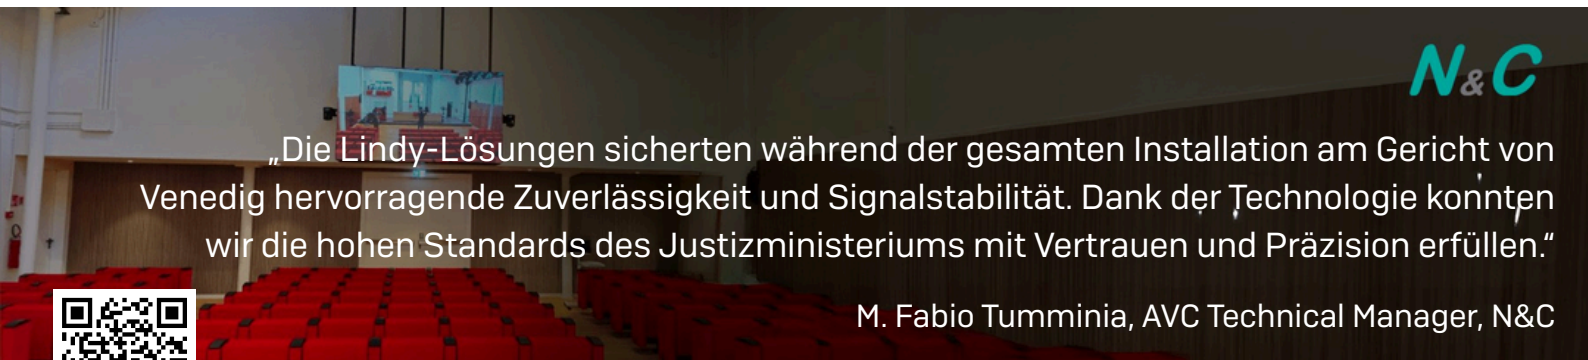 N&C
„Die Lindy-Lösungen sicherten während der gesamten Installation am Gericht von
Venedig hervorragende Zuverlässigkeit und Signalstabilität. Dank der Technologie konnten
wir die hohen Standards des Justizministeriums mit Vertrauen und Präzision erfüllen.“
M. Fabio Tumminia, AVC Technical Manager, N&C